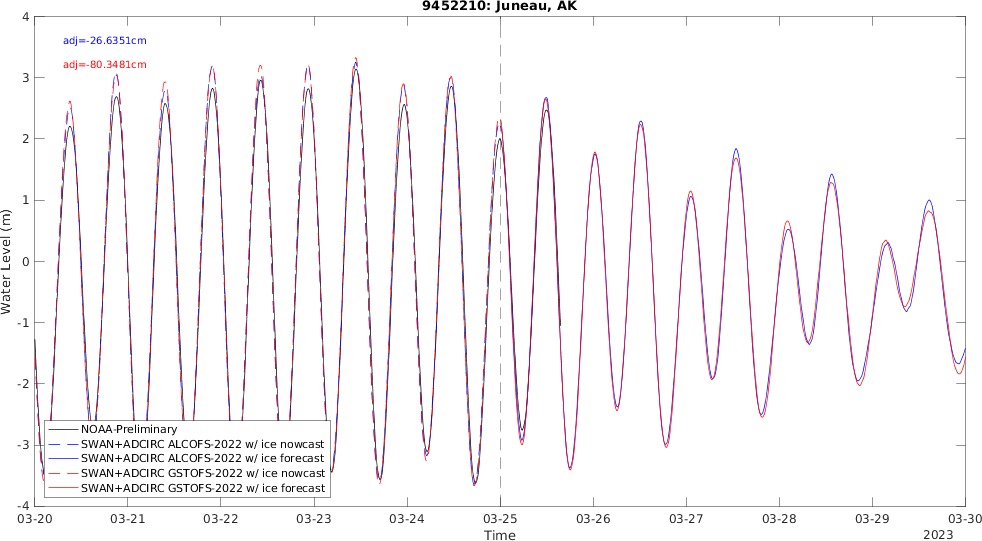 9452210: Juneau, AK
adj=-26.6351cm
adj=-80.3481cm
Water Level (m)
4
3
2
1
0
-1
-2
-3
-4
NOAA-Preliminary
SWAN+ADCIRC ALCOFS-2022 w/ ice nowcast
SWAN+ADCIRC ALCOFS-2022 w/ ice forecast
SWAN+ADCIRC GSTOFS-2022 w/ ice nowcast
SWAN+ADCIRC GSTOFS-2022 w/ ice forecast
03-20 03-21 03-22 03-23 03-24 03-25 03-26 03-27 03-28 03-29 03-30
Time
2023